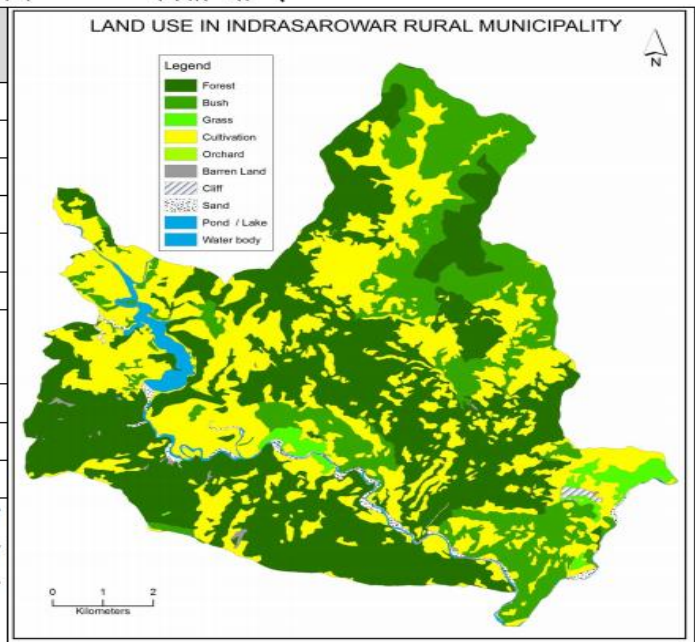 LAND USE IN INDRASAROWAR RURAL MUNICIPALITY
N
Legend
Forest
Bush
Grass
Cultivation
Orchard
Barren Land
Cliff
Sand
Pond / Lake
Water body
0 1 2
Kilometers